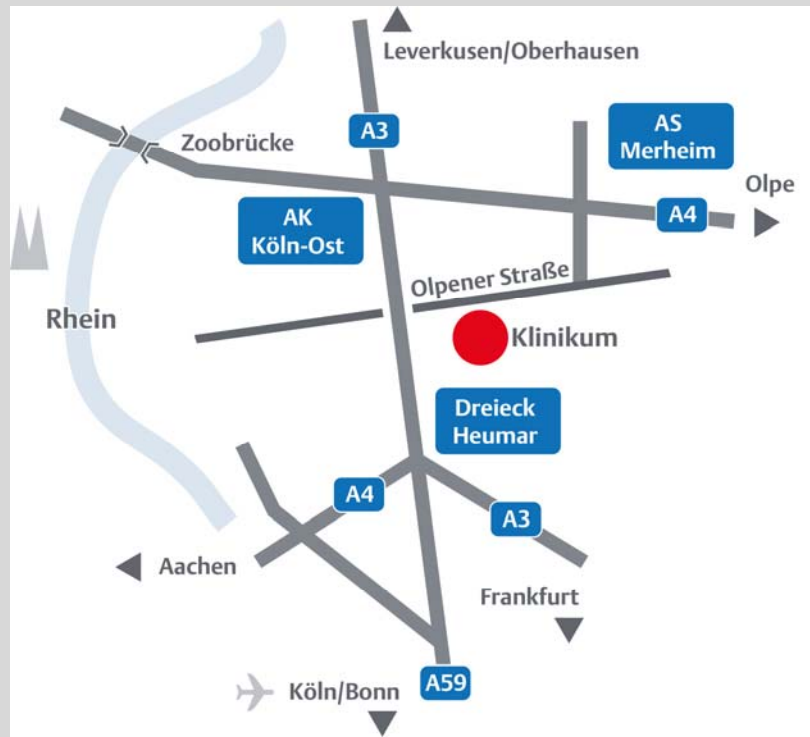 Leverkusen/Oberhausen
A3
AS
Merheim
Zoobrücke
Olpe
A4
AK
Köln-Ost
Olpener Straße
Rhein
Klinikum
Dreieck
Heumar
A4
A3
Aachen
Frankfurt
Köln/Bonn
A59